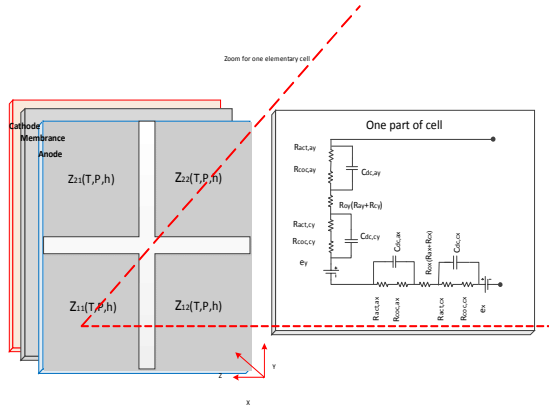 Zoom for one elementary cell
Cathode
Membrance
Anode
Z21(T,P,h)
Z22(T,P,h)
Z11(T,P,h)
Z12(T,P,h)
Z
Y
X
One part of cell
Ract,ay
Rcoc,ay
Cdc,ay
Roy(Ray+Rcy)
Ract,cy
Rcoc,cy
Cdc,cy
ey
Cdc,ax
Rox(Rax+Rcx)
Cdc,cx
Ract,ax
Rcoc,ax
Ract,cx
Rcoc,cx
ex